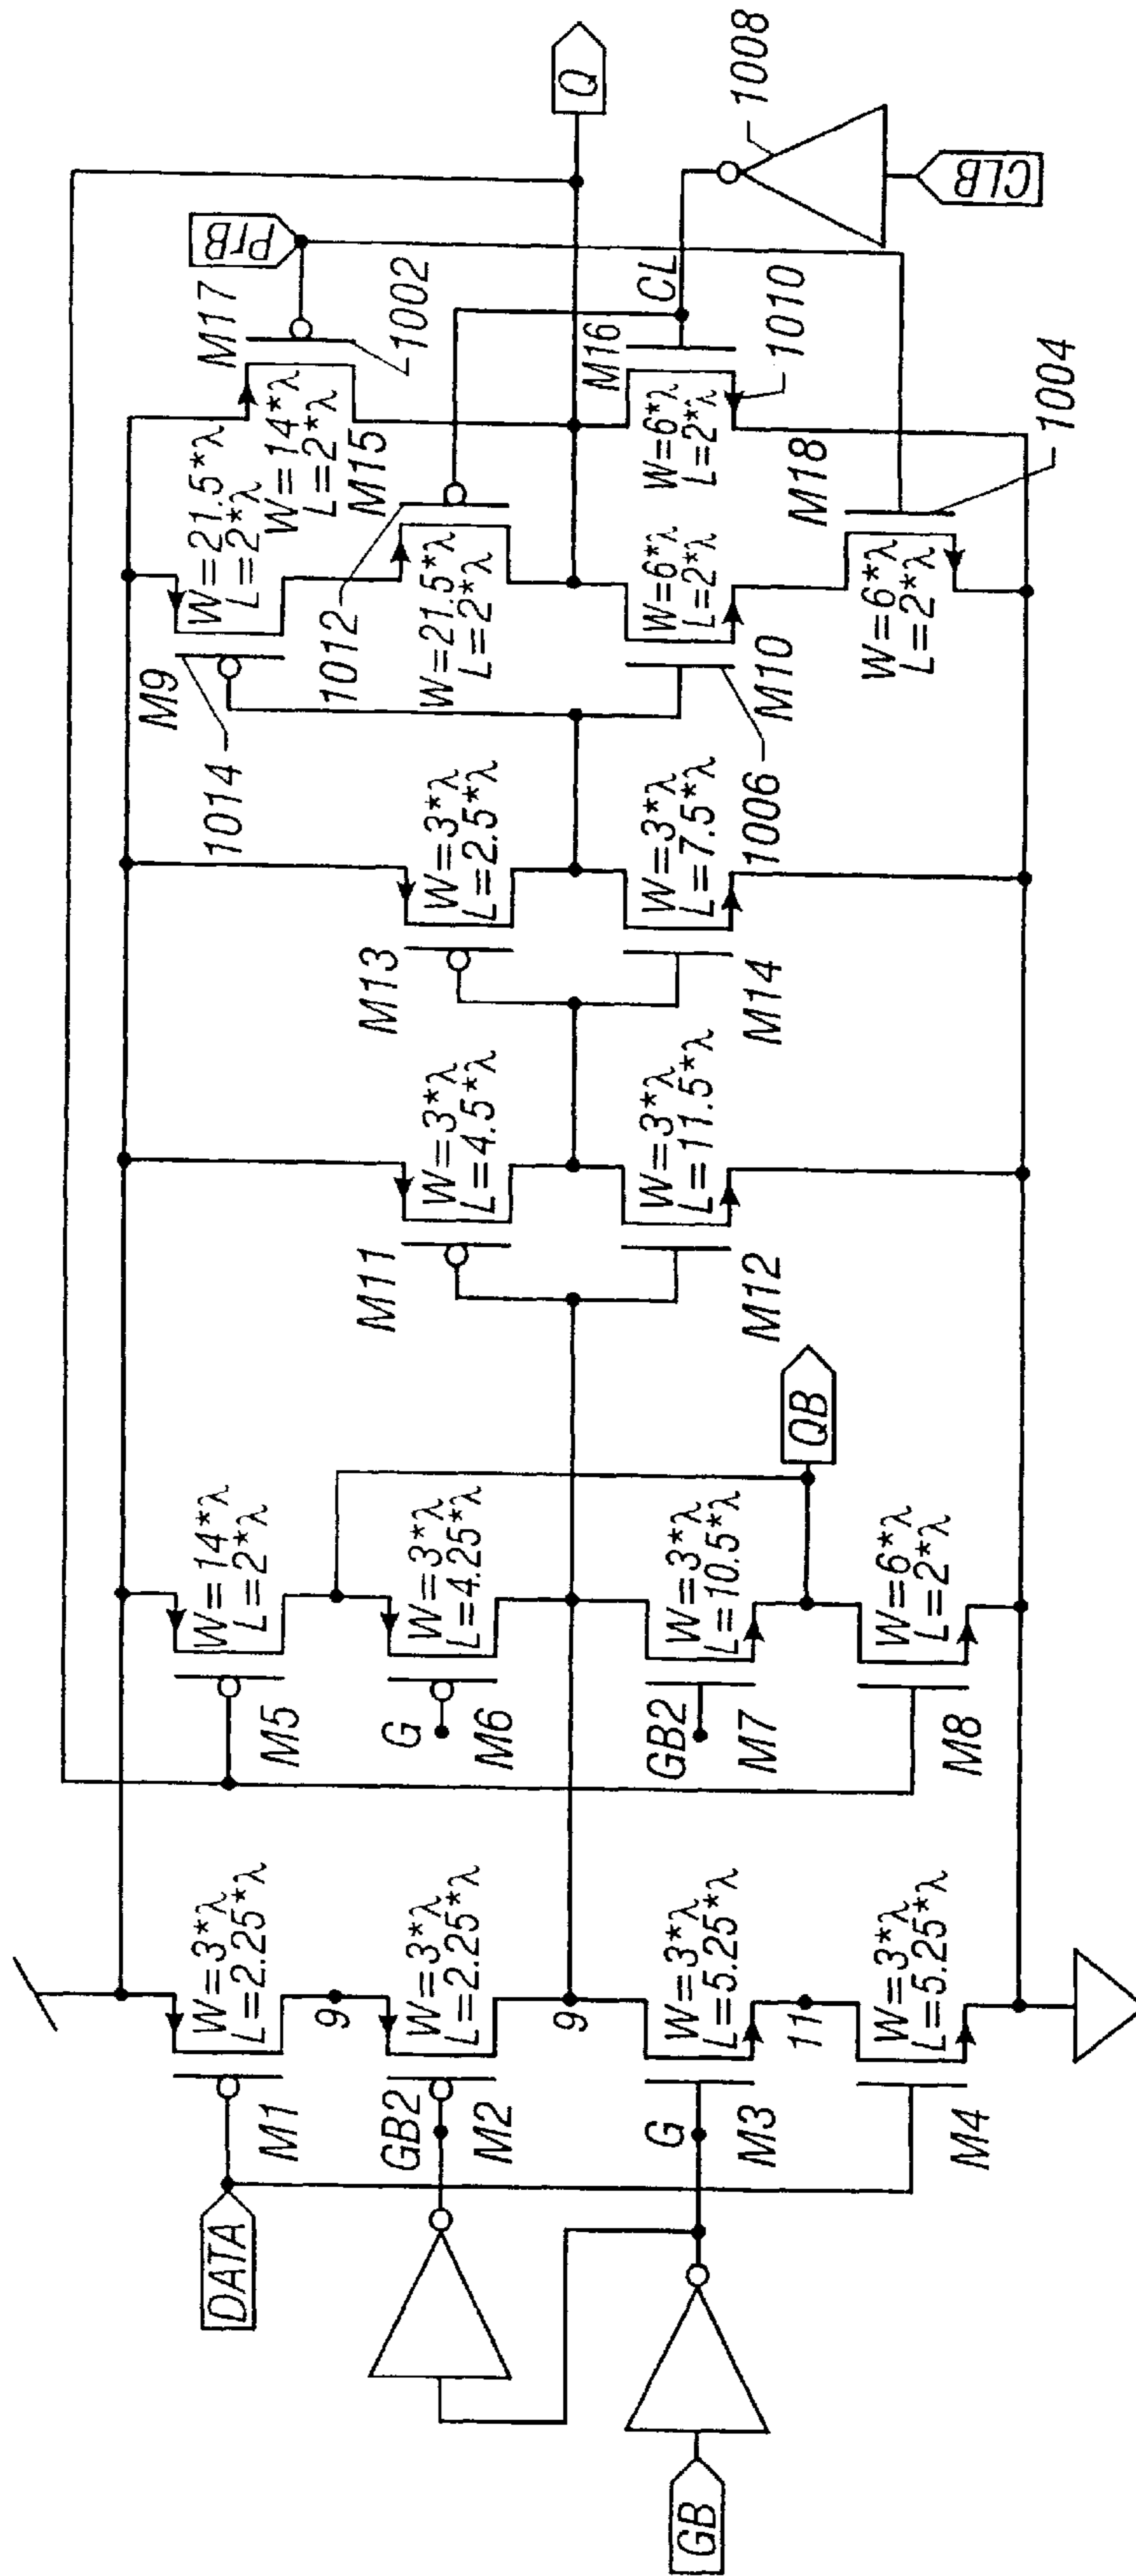 DATA
GB
M1
W=3*λ
L=2.25*λ
9
GB2
M2
W=3*λ
L=2.25*λ
9
G
M3
W=3*λ
L=5.25*λ
11
M4
W=3*λ
L=5.25*λ
M5
W=14*λ
L=2*λ
G
M6
W=3*λ
L=4.25*λ
GB2
M7
W=3*λ
L=10.5*λ
QB
M8
W=6*λ
L=2*λ
M11
W=3*λ
L=4.5*λ
M12
W=3*λ
L=11.5*λ
M13
W=3*λ
L=2.5*λ
M14
W=3*λ
L=7.5*λ
1014
M9
W=21.5*λ
L=2*λ
1012
W=21.5*λ
L=2*λ
M15
W=14*λ
L=2*λ
M17
1002
PrB
1006
M10
W=6*λ
L=2*λ
M16
W=6*λ
L=2*λ
1010
CL
M18
W=6*λ
L=2*λ
1004
Q
1008
CLB